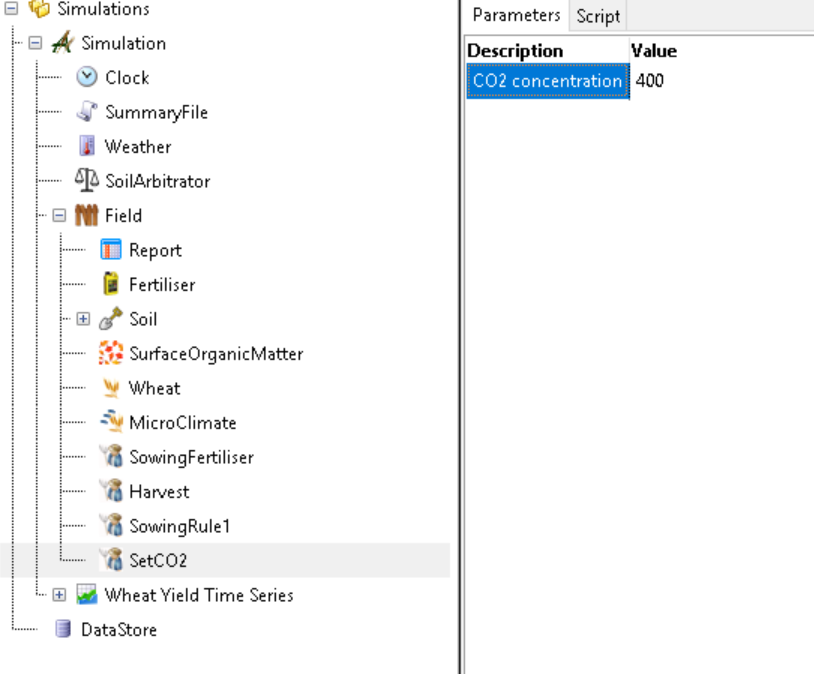 Simulations
Simulation
Clock
SummaryFile
Weather
SoilArbitrator
Field
Report
Fertiliser
Soil
SurfaceOrganicMatter
Wheat
MicroClimate
SowingFertiliser
Harvest
SowingRule1
SetCO2
Wheat Yield Time Series
DataStore
Parameters Script
Description Value
CO2 concentration 400